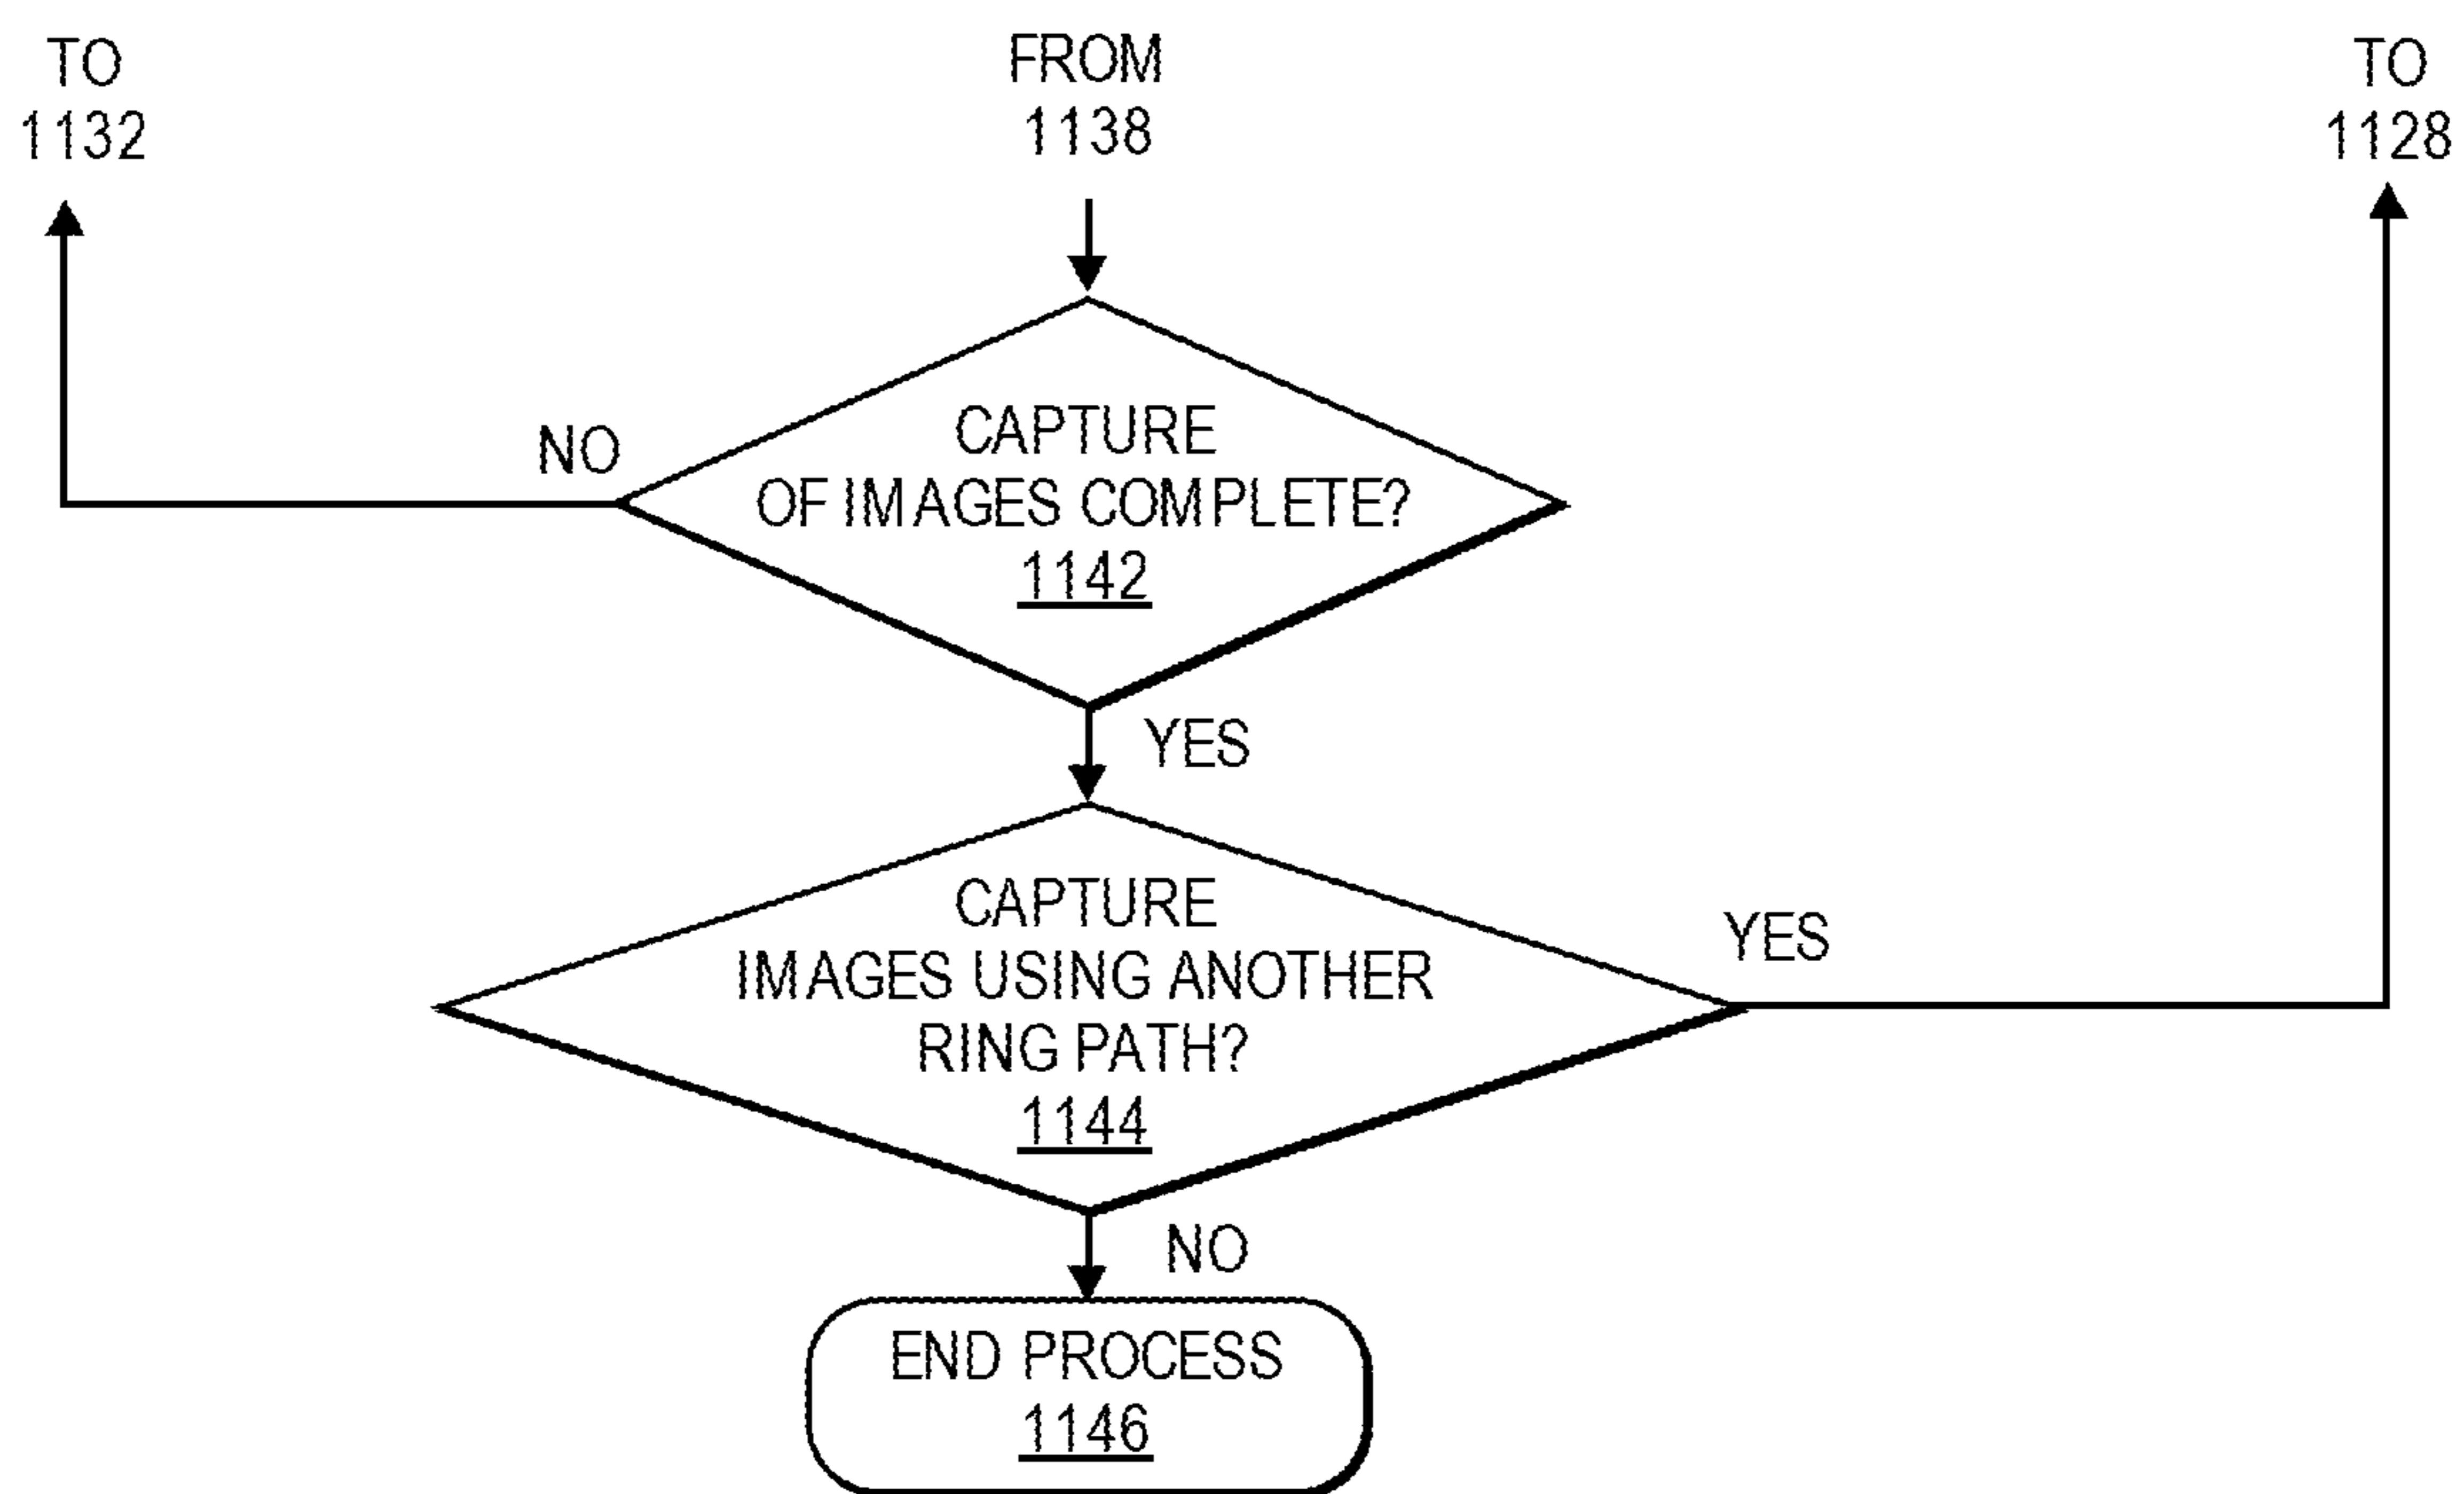 TO
1132
FROM
1138
TO
1128
CAPTURE
OF IMAGES COMPLETE?
1142
NO
YES
CAPTURE
IMAGES USING ANOTHER
RING PATH?
1144
YES
NO
END PROCESS
1146